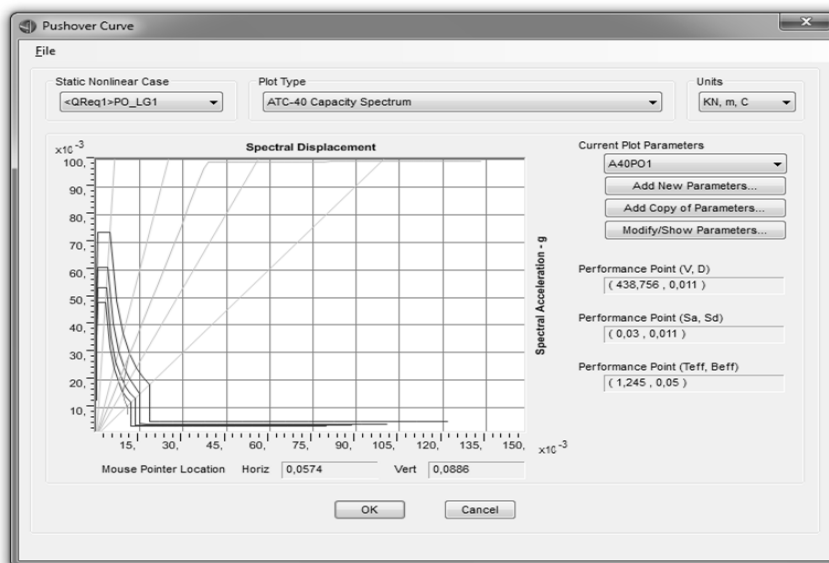 Pushover Curve
File
Static Nonlinear Case
<QReq1>PO_LG1
Plot Type
ATC-40 Capacity Spectrum
Units
KN, m, C
x10 -3
Spectral Displacement
100,
90,
80,
70,
60,
50,
40,
30,
20,
10,
15, 30, 45, 60, 75, 90, 105, 120, 135, 150, x10 -3
Spectral Acceleration - g
Mouse Pointer Location Horiz 0,0574 Vert 0,0886
Current Plot Parameters
A40PO1
Add New Parameters...
Add Copy of Parameters...
Modify/Show Parameters...
Performance Point (V, D)
( 438,756 , 0,011 )
Performance Point (Sa, Sd)
( 0,03 , 0,011 )
Performance Point (Teff, Beff)
( 1,245 , 0,05 )
OK
Cancel